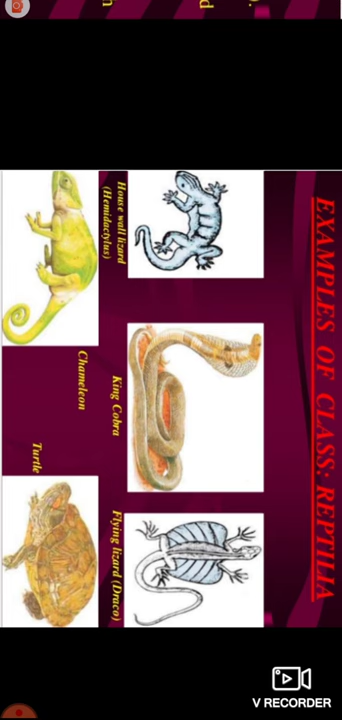 EXAMPLES OF CLASS: REPTILIA
House wall lizard
(Hemidactylus)
King Cobra
Flying lizard (Draco)
Chameleon
Turtle
V RECORDER